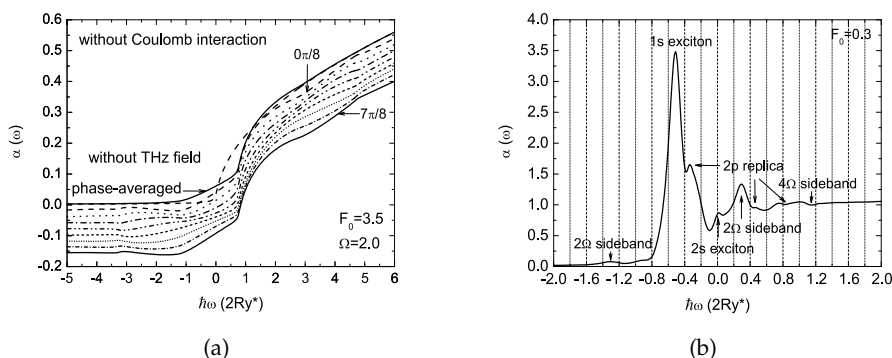 0.6
without Coulomb interaction
0π/8
0.5
0.4
0.3
α (ω)
0.2
without THz field
7π/8
0.1
phase-averaged
0.0
F₀=3.5
-0.1
Ω=2.0
-0.2
-5 -4 -3 -2 -1 0 1 2 3 4 5 6
ℏω (2Ry*)
(a)
4.0
1s exciton
F₀=0.3
3.5
3.0
2.5
α (ω)
2.0
2p replica
1.5
4Ω sideband
1.0
2Ω sideband
2Ω sideband
0.5
2s exciton
0.0
-2.0 -1.6 -1.2 -0.8 -0.4 0.0 0.4 0.8 1.2 1.6 2.0
ℏω (2Ry*)
(b)